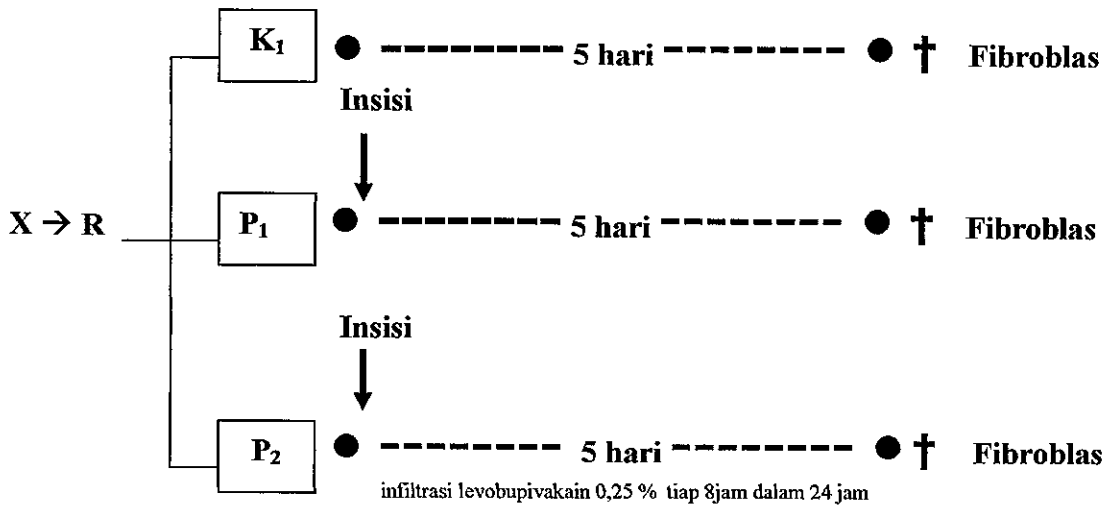 K₁ 5 hari † Fibroblas
Insisi
X → R P₁ 5 hari † Fibroblas
Insisi
P₂ 5 hari † Fibroblas
infiltrasi levobupivakain 0,25 % tiap 8jam dalam 24 jam